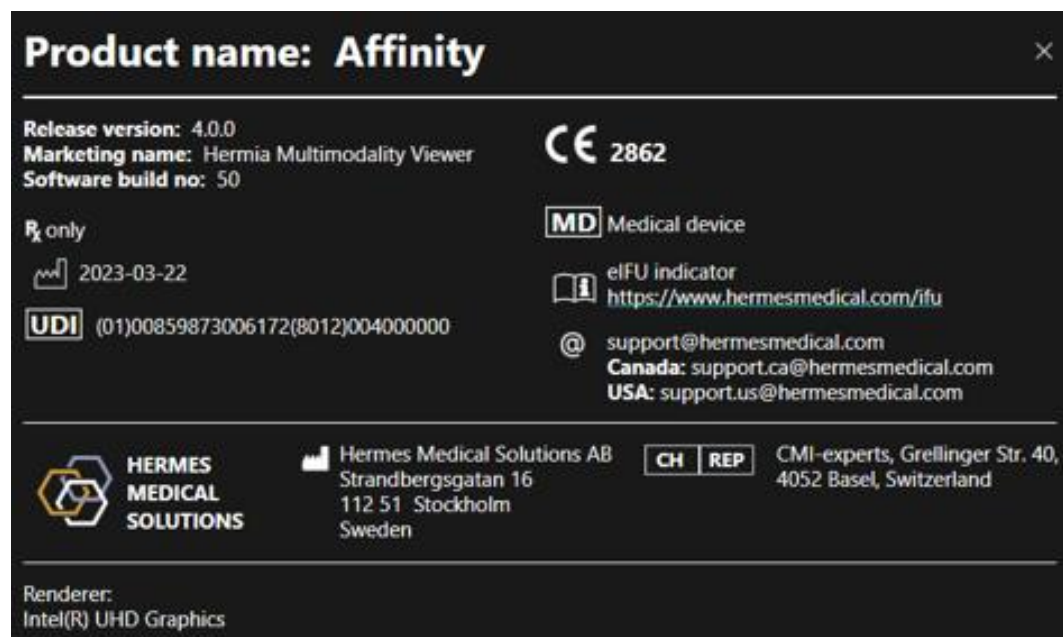 Product name: Affinity
Release version: 4.0.0
Marketing name: Hermia Multimodality Viewer
Software build no: 50
Rx only
2023-03-22
UDI (01)00859873006172(8012)004000000
CE 2862
MD Medical device
eIFU indicator
https://www.hermesmedical.com/ifu
@ support@hermesmedical.com
Canada: support.ca@hermesmedical.com
USA: support.us@hermesmedical.com
HERMES
MEDICAL
SOLUTIONS
Hermes Medical Solutions AB
Strandbergsgatan 16
112 51 Stockholm
Sweden
CH REP
CMI-experts, Grellinger Str. 40,
4052 Basel, Switzerland
Renderer:
Intel(R) UHD Graphics